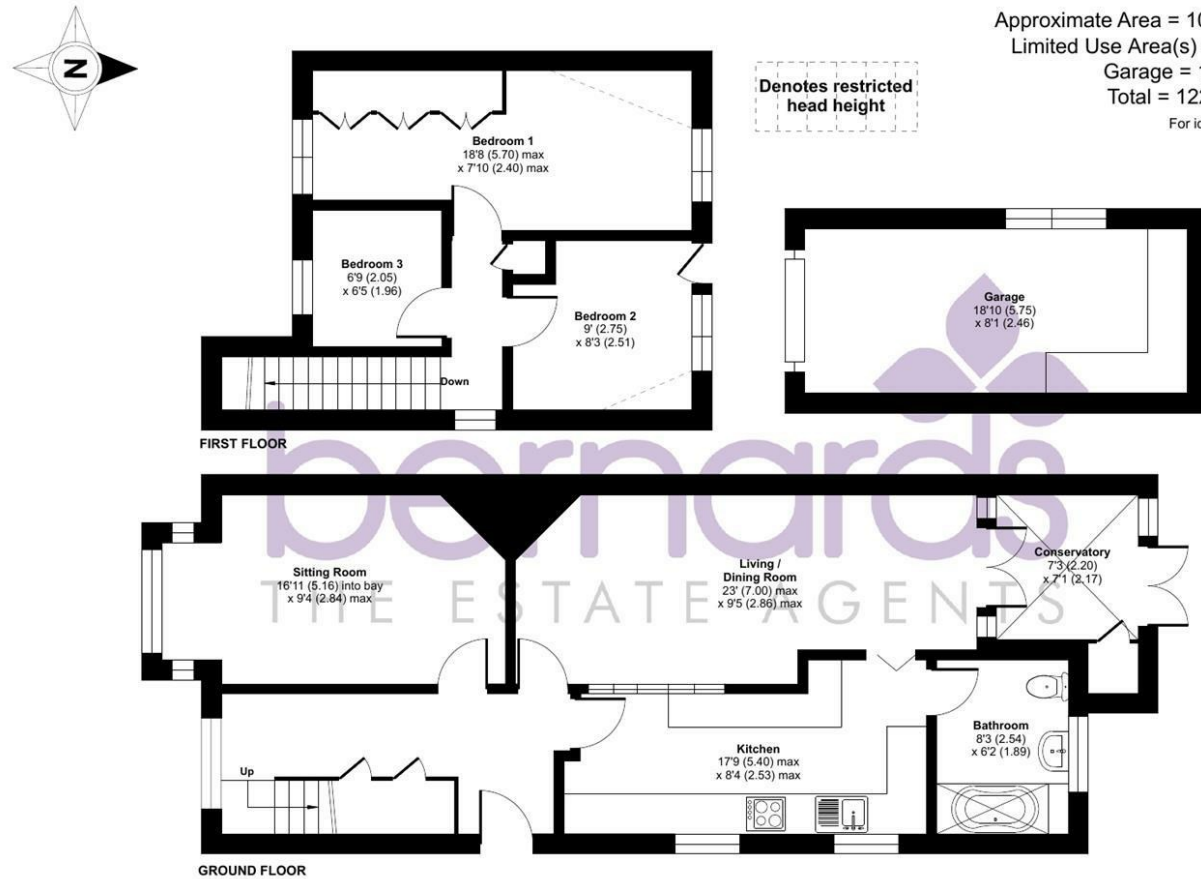 Approximate Area = 10
Limited Use Area(s)
Garage = 1
Total = 122
For id
N
Denotes restricted
head height
Bedroom 1
18'8 (5.70) max
x 7'10 (2.40) max
Bedroom 3
6'9 (2.05)
x 6'5 (1.96)
Bedroom 2
9' (2.75)
x 8'3 (2.51)
Garage
18'10 (5.75)
x 8'1 (2.46)
Down
FIRST FLOOR
bernards
THE ESTATE AGENTS
Sitting Room
16'11 (5.16) into bay
x 9'4 (2.84) max
Living /
Dining Room
23' (7.00) max
x 9'5 (2.86) max
Conservatory
7'3 (2.20)
x 7'1 (2.17)
Up
Kitchen
17'9 (5.40) max
x 8'4 (2.53) max
Bathroom
8'3 (2.54)
x 6'2 (1.89)
GROUND FLOOR